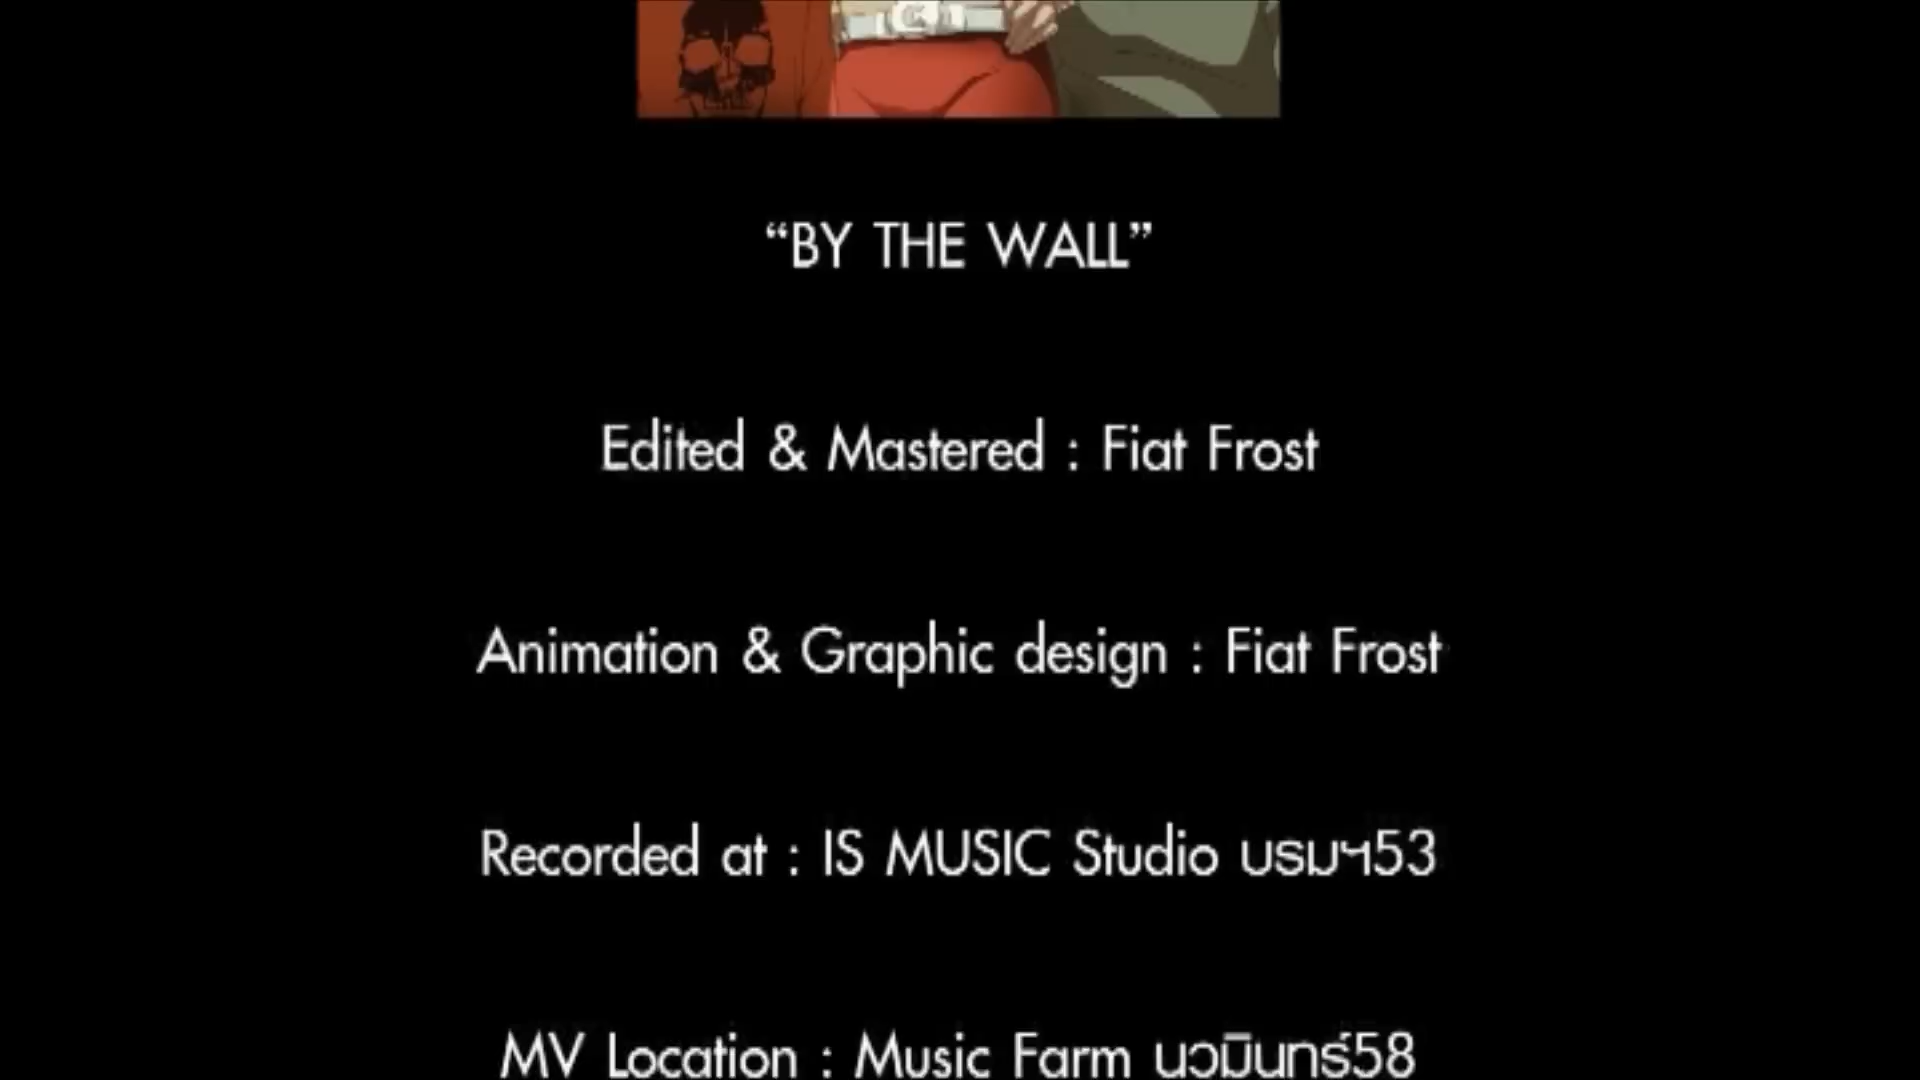 “BY THE WALL”
Edited & Mastered : Fiat Frost
Animation & Graphic design : Fiat Frost
Recorded at : IS MUSIC Studio บรมฯ53
MV Location : Music Farm นวมินทร์58